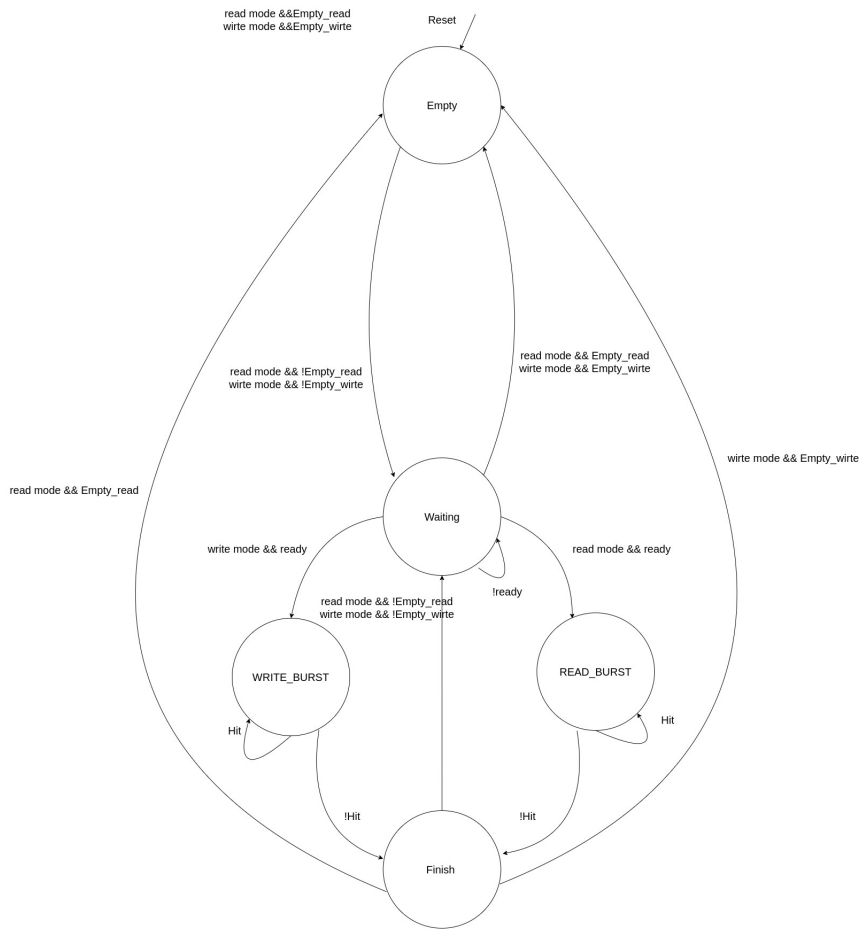 read mode &&Empty_read
wirte mode &&Empty_wirte
Reset
Empty
read mode && !Empty_read
wirte mode && !Empty_wirte
read mode && Empty_read
wirte mode && Empty_wirte
wirte mode && Empty_wirte
read mode && Empty_read
Waiting
write mode && ready
read mode && ready
!ready
read mode && !Empty_read
wirte mode && !Empty_wirte
WRITE_BURST
READ_BURST
Hit
Hit
!Hit
!Hit
Finish